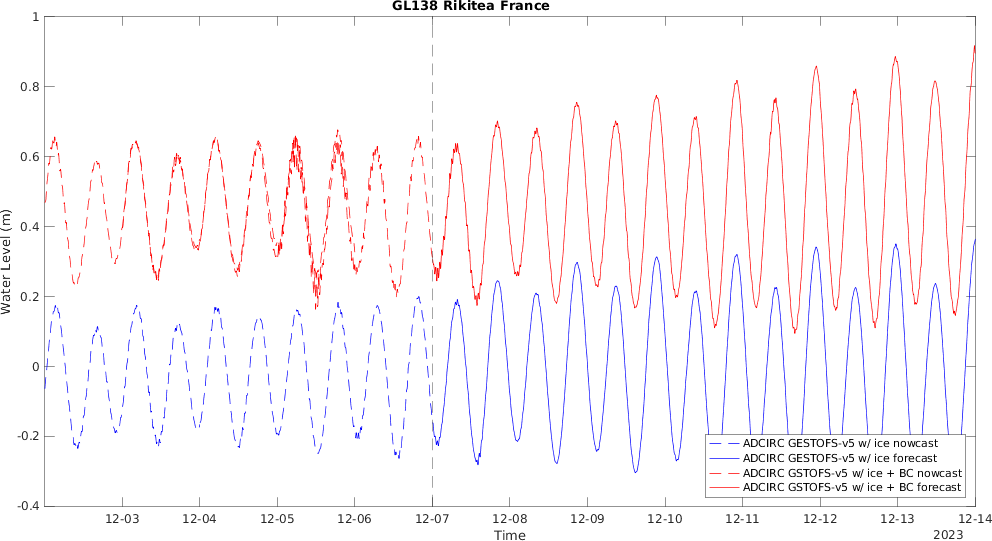 GL138 Rikitea France
1
0.8
0.6
0.4
0.2
0
-0.2
-0.4
Water Level (m)
ADCIRC GESTOFS-v5 w/ ice nowcast
ADCIRC GESTOFS-v5 w/ ice forecast
ADCIRC GSTOFS-v5 w/ ice + BC nowcast
ADCIRC GSTOFS-v5 w/ ice + BC forecast
12-03 12-04 12-05 12-06 12-07 12-08 12-09 12-10 12-11 12-12 12-13 12-14
Time
2023